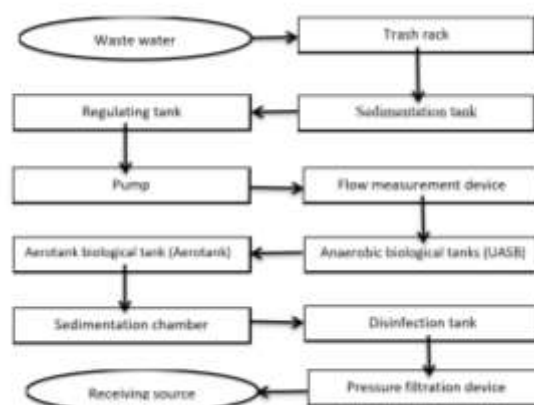 Waste water
Trash rack
Sedimentation tank
Regulating tank
Pump
Flow measurement device
Anaerobic biological tanks (UASB)
Aerotank biological tank (Aerotank)
Sedimentation chamber
Disinfection tank
Pressure filtration device
Receiving source